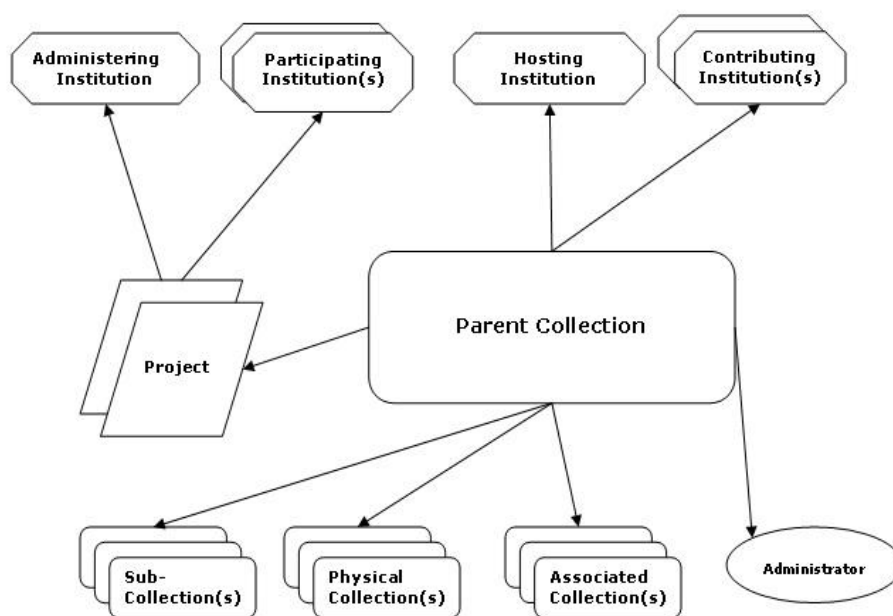 Administering
Institution
Participating
Institution(s)
Hosting
Institution
Contributing
Institution(s)
Parent Collection
Project
Sub-
Collection(s)
Physical
Collection(s)
Associated
Collection(s)
Administrator